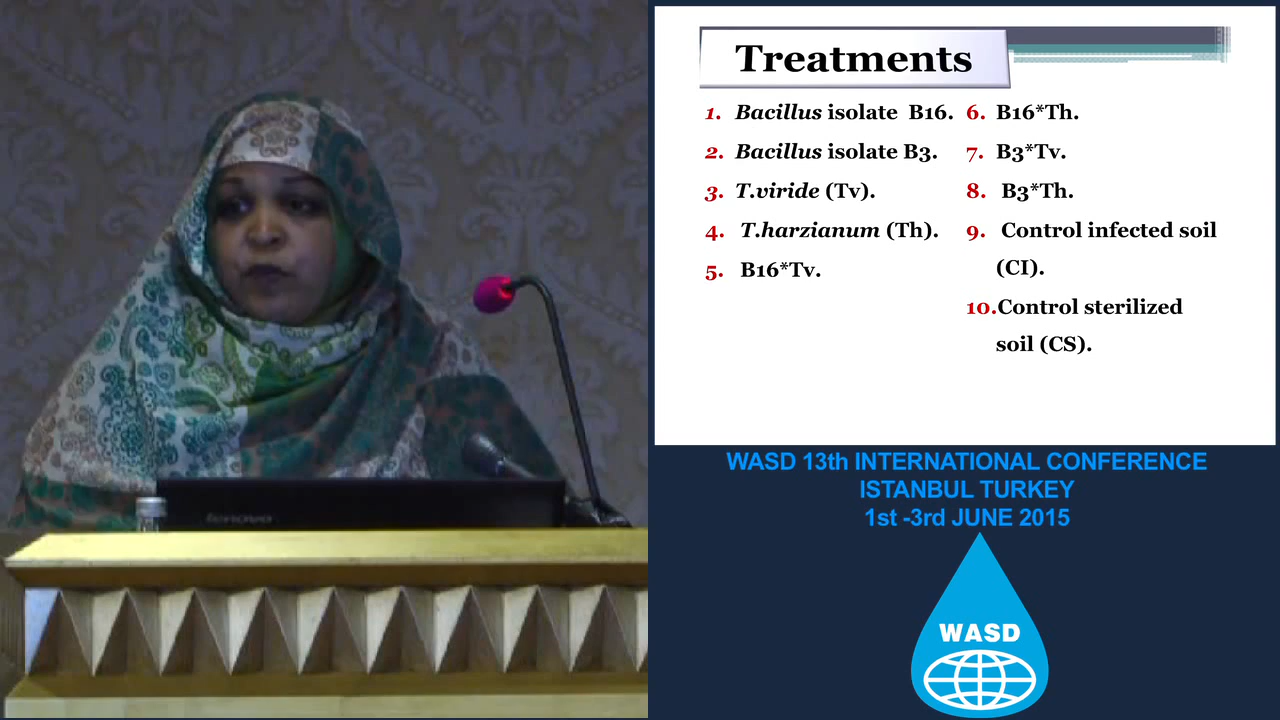 Treatments
1. Bacillus isolate B16.
2. Bacillus isolate B3.
3. T.viride (Tv).
4. T.harzianum (Th).
5. B16*Tv.
6. B16*Th.
7. B3*Tv.
8. B3*Th.
9. Control infected soil
(CI).
10.Control sterilized
soil (CS).
lenovo
WASD 13th INTERNATIONAL CONFERENCE
ISTANBUL TURKEY
1st -3rd JUNE 2015
WASD